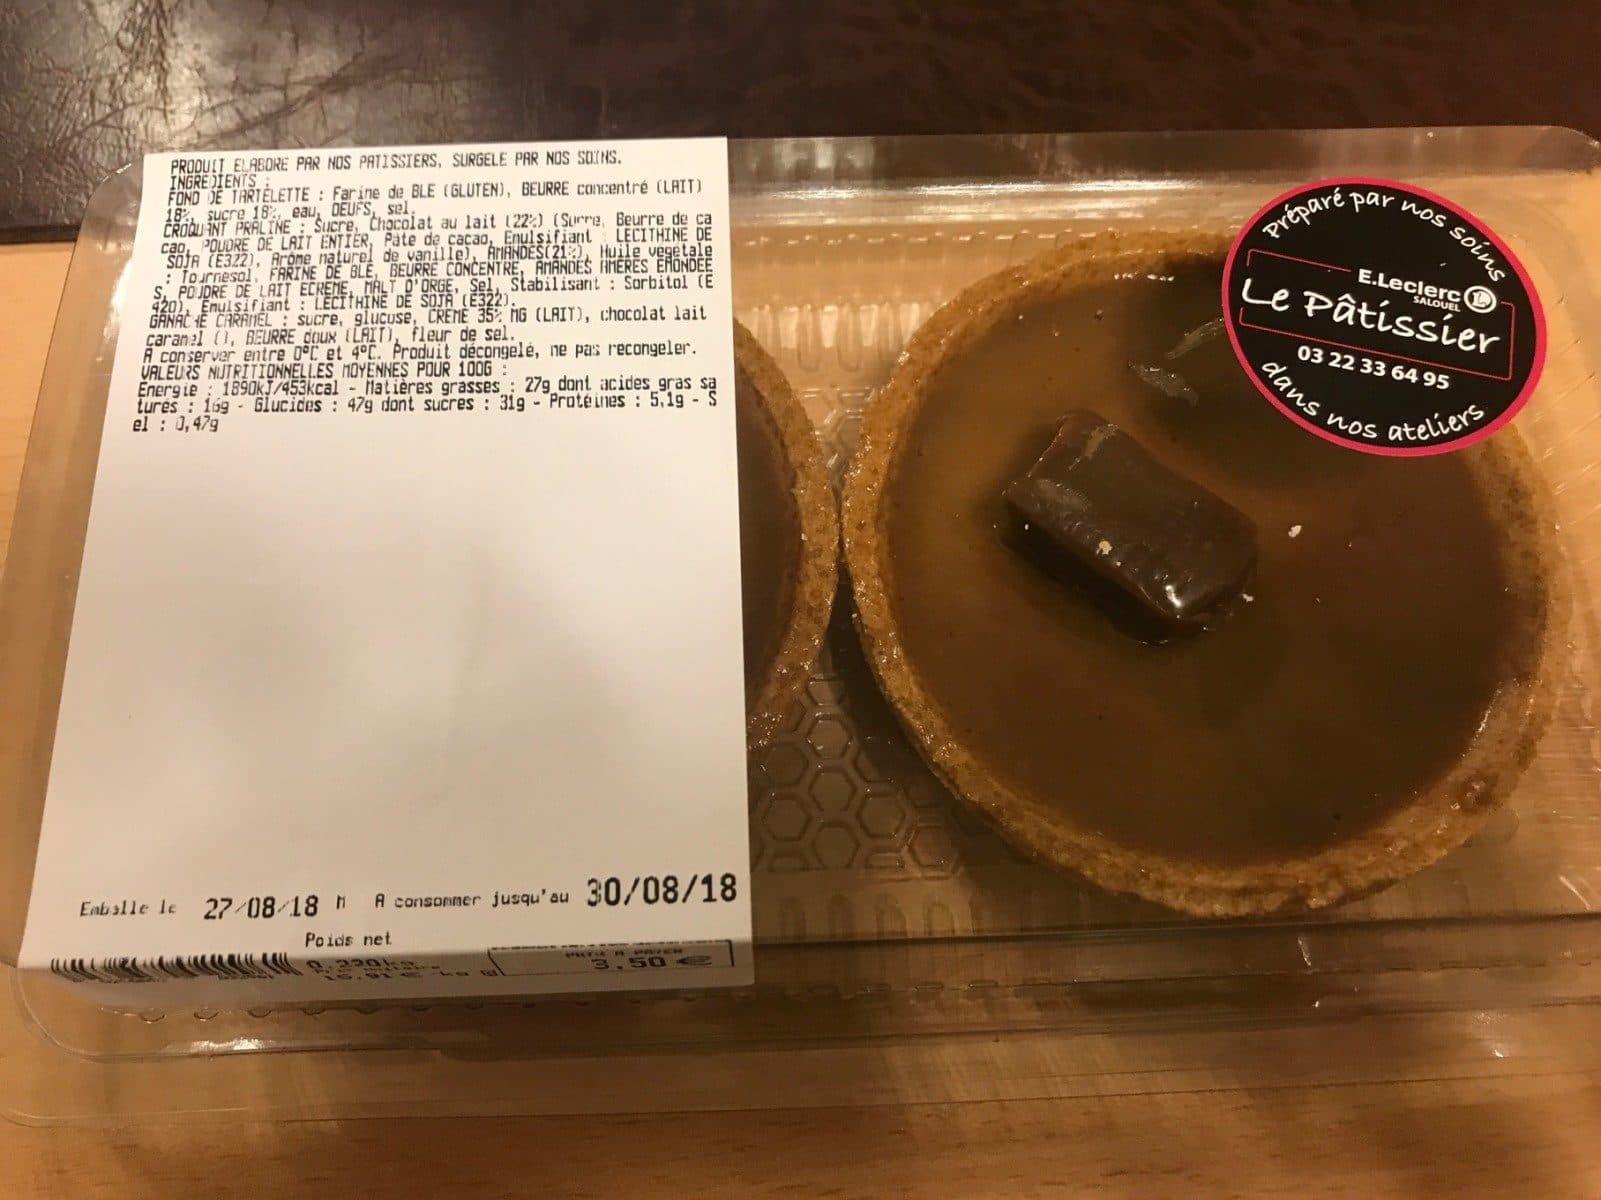 PRODUIT ELABORE PAR NOS PATISSIERS, SURGELE PAR NOS SOINS.
INGREDIENTS :
FOND DE TARTELETTE : Farine de BLE (GLUTEN), BEURRE concentré (LAIT)
18%, sucre 18%, eau, OEUFS, sel.
CROQUANT PRALINE : Sucre, Chocolat au lait (22%) (Sucre, Beurre de ca
cao, POUDRE DE LAIT ENTIER, Pâte de cacao, Emulsifiant : LECITHINE DE
SOJA (E322), Arôme naturel de vanille), AMANDES(21%), Huile végétale
: Tournesol, FARINE DE BLE, BEURRE CONCENTRE, AMANDES AMERES EMONDEE
S, POUDRE DE LAIT ECREME, MALT D'ORGE, Sel, Stabilisant : Sorbitol (E
420), Emulsifiant : LECITHINE DE SOJA (E322).
GANACHE CARAMEL : sucre, glucose, CREME 35% MG (LAIT), chocolat lait
caramel (), BEURRE doux (LAIT), fleur de sel.
A conserver entre 0°C et 4°C. Produit décongelé, ne pas recongeler.
VALEURS NUTRITIONNELLES MOYENNES POUR 100G :
Energie : 1890kJ/453kcal - Matières grasses : 27g dont acides gras sa
turés : 16g - Glucides : 47g dont sucres : 31g - Protéines : 5,1g - S
el : 0,47g
Emballe le 27/08/18 M A consommer jusqu'au 30/08/18
Poids net
0,220kg
PRIX A PAYER
3,50 €
15,91 € kg
Préparé par nos soins
E.Leclerc L
SALOUEL
Le Pâtissier
03 22 33 64 95
dans nos ateliers